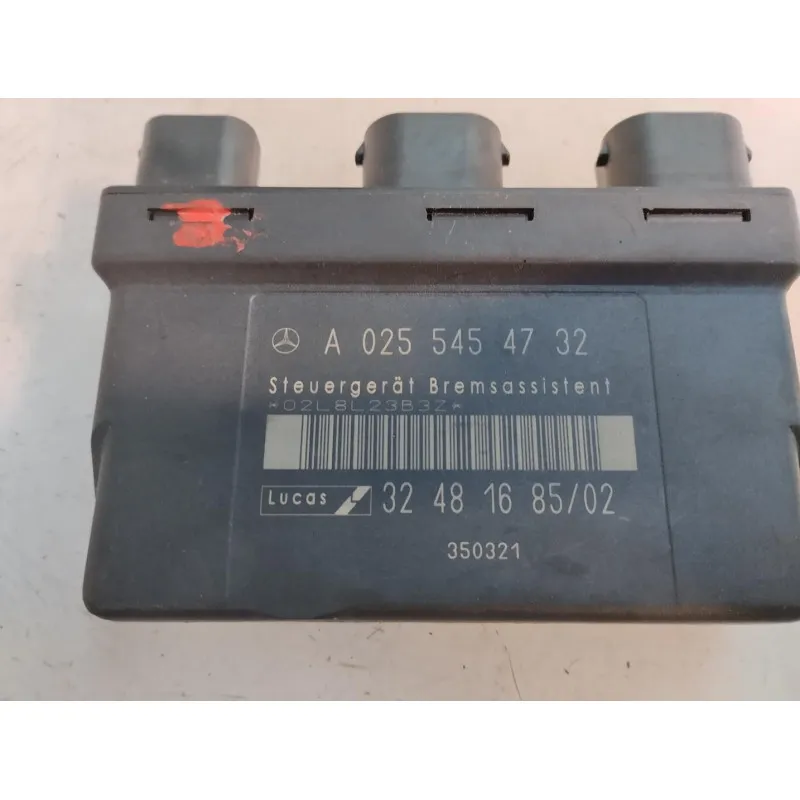 A 025 545 47 32
Steuergerät Bremsassistent
*02L8L23B3Z*
Lucas 32 48 16 85/02
350321